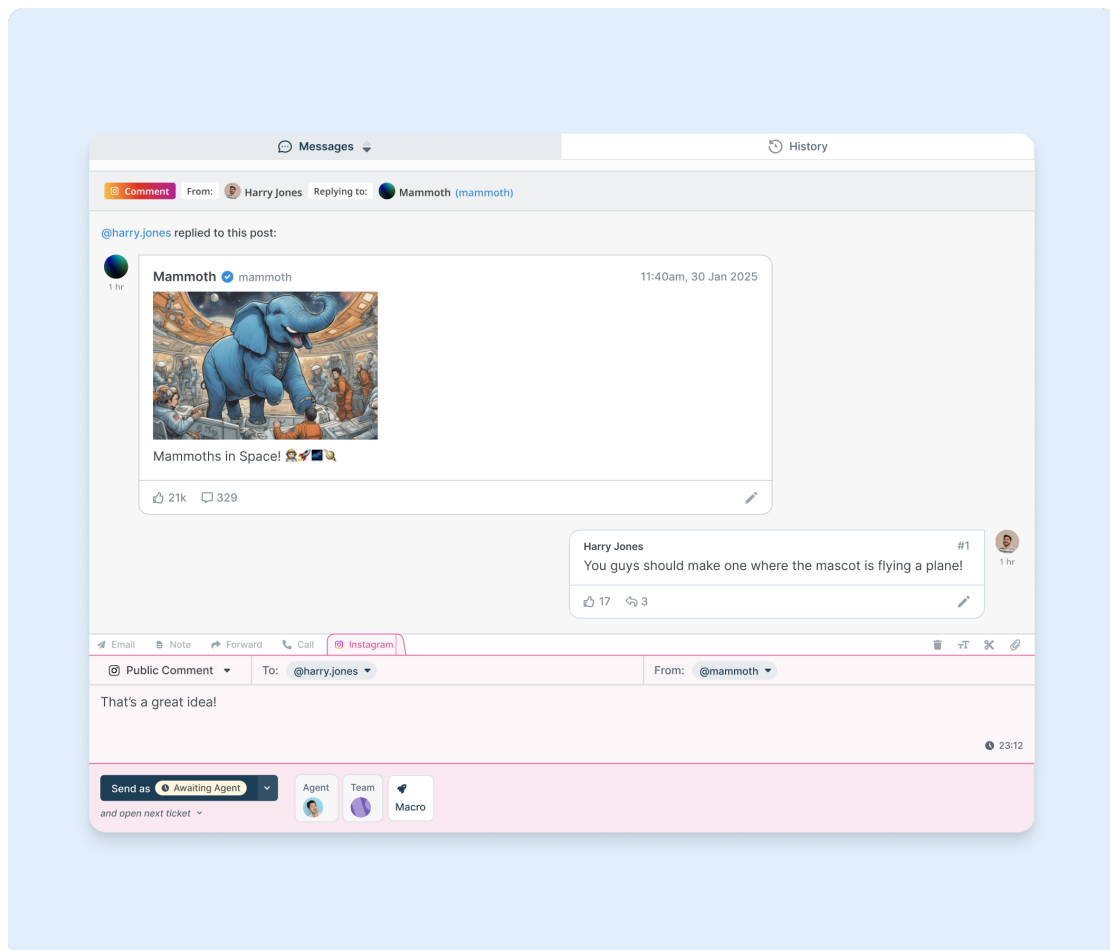 Messages
History
Comment From: Harry Jones Replying to: Mammoth (mammoth)
@harry.jones replied to this post:
1 hr
Mammoth mammoth 11:40am, 30 Jan 2025
Mammoths in Space! 👩‍🚀🚀🌌🪐
21k 329
Harry Jones #1
You guys should make one where the mascot is flying a plane!
1 hr
17 3
Email Note Forward Call Instagram
Public Comment To: @harry.jones From: @mammoth
That's a great idea!
23:12
Send as Awaiting Agent
and open next ticket
Agent
Team
Macro